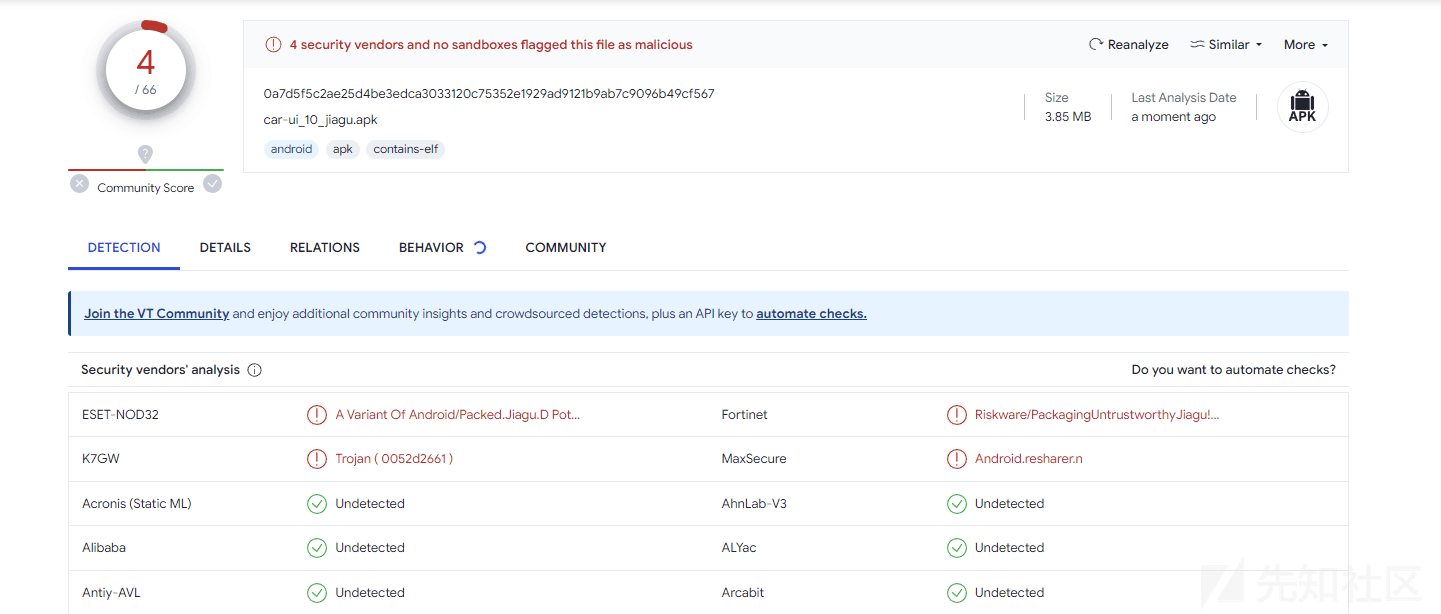 4
/ 66
Community Score
4 security vendors and no sandboxes flagged this file as malicious
Reanalyze Similar More
0a7d5f5c2ae25d4be3edca3033120c75352e1929ad9121b9ab7c9096b49cf567
car-ui_10_jiagu.apk
android apk contains-elf
Size
3.85 MB
Last Analysis Date
a moment ago
APK
DETECTION DETAILS RELATIONS BEHAVIOR COMMUNITY
Join the VT Community and enjoy additional community insights and crowdsourced detections, plus an API key to automate checks.
Security vendors' analysis Do you want to automate checks?
ESET-NOD32 A Variant Of Android/Packed.Jiagu.D Pot... Fortinet Riskware/PackagingUntrustworthyJiagu!...
K7GW Trojan ( 0052d2661 ) MaxSecure Android.resharer.n
Acronis (Static ML) Undetected AhnLab-V3 Undetected
Alibaba Undetected ALYac Undetected
Antiy-AVL Undetected Arcabit Undetected
先知社区